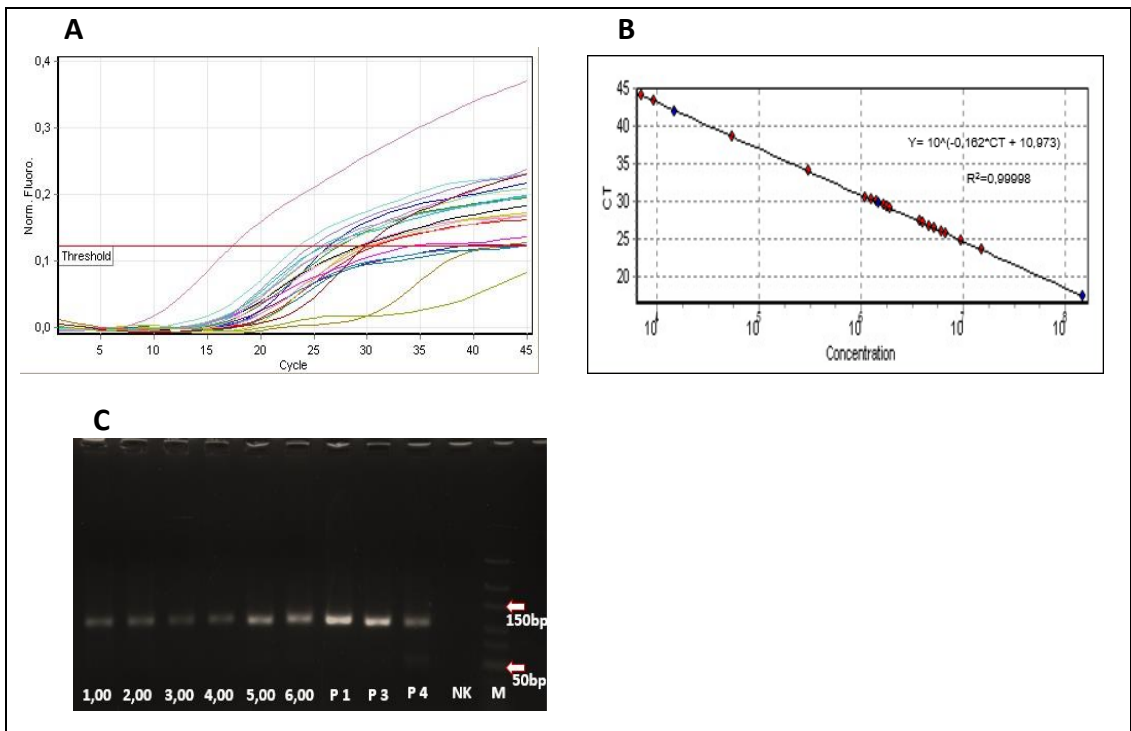 A
0,4
0,3
0,2
0,1
0,0
Norm. Fluoro.
Threshold
5 10 15 20 25 30 35 40 45
Cycle
B
45
40
35
30
25
20
CT
Y= 10^(-0,162*CT + 10,973)
R²=0,99998
Concentration
C
150bp
50bp
1,00 2,00 3,00 4,00 5,00 6,00 P 1 P 3 P 4 NK M